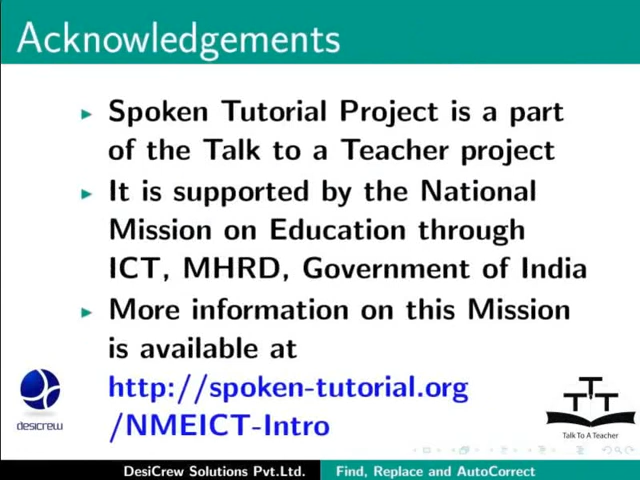 Acknowledgements
Spoken Tutorial Project is a part
of the Talk to a Teacher project
It is supported by the National
Mission on Education through
ICT, MHRD, Government of India
More information on this Mission
is available at
http://spoken-tutorial.org
/NMEICT-Intro
desicrew
TTT
Talk To A Teacher
DesiCrew Solutions Pvt.Ltd.
Find, Replace and AutoCorrect